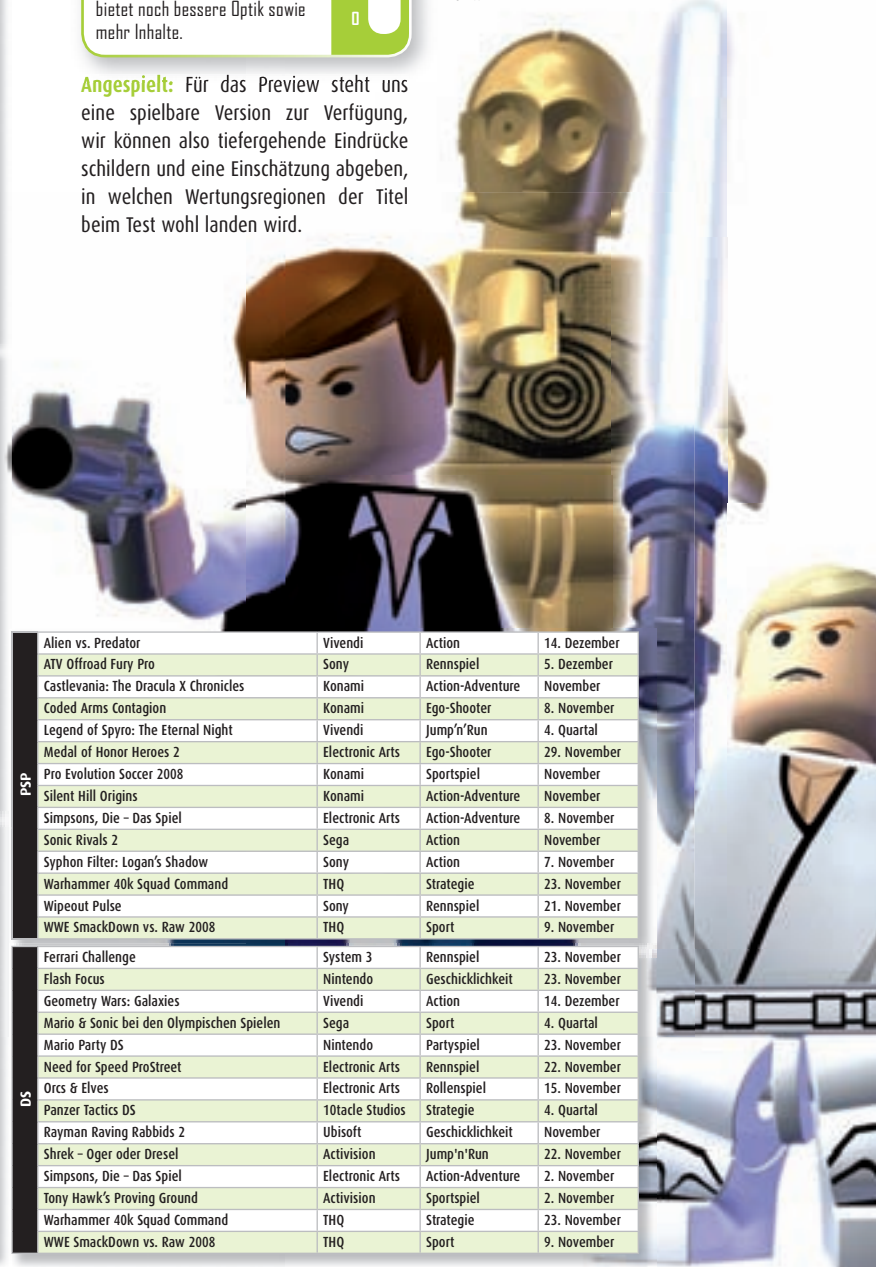 bietet noch bessere Optik sowie
mehr Inhalte.
Angespielt: Für das Preview steht uns
eine spielbare Version zur Verfügung,
wir können also tiefergehende Eindrücke
schildern und eine Einschätzung abgeben,
in welchen Wertungsregionen der Titel
beim Test wohl landen wird.
PSP
Alien vs. Predator Vivendi Action 14. Dezember
ATV Offroad Fury Pro Sony Rennspiel 5. Dezember
Castlevania: The Dracula X Chronicles Konami Action-Adventure November
Coded Arms Contagion Konami Ego-Shooter 8. November
Legend of Spyro: The Eternal Night Vivendi Jump’n’Run 4. Quartal
Medal of Honor Heroes 2 Electronic Arts Ego-Shooter 29. November
Pro Evolution Soccer 2008 Konami Sportspiel November
Silent Hill Origins Konami Action-Adventure November
Simpsons, Die – Das Spiel Electronic Arts Action-Adventure 8. November
Sonic Rivals 2 Sega Action November
Syphon Filter: Logan’s Shadow Sony Action 7. November
Warhammer 40k Squad Command THQ Strategie 23. November
Wipeout Pulse Sony Rennspiel 21. November
WWE SmackDown vs. Raw 2008 THQ Sport 9. November
DS
Ferrari Challenge System 3 Rennspiel 23. November
Flash Focus Nintendo Geschicklichkeit 23. November
Geometry Wars: Galaxies Vivendi Action 14. Dezember
Mario & Sonic bei den Olympischen Spielen Sega Sport 4. Quartal
Mario Party DS Nintendo Partyspiel 23. November
Need for Speed ProStreet Electronic Arts Rennspiel 22. November
Orcs & Elves Electronic Arts Rollenspiel 15. November
Panzer Tactics DS 10tacle Studios Strategie 4. Quartal
Rayman Raving Rabbids 2 Ubisoft Geschicklichkeit November
Shrek – Oger oder Dresel Activision Jump'n'Run 22. November
Simpsons, Die – Das Spiel Electronic Arts Action-Adventure 2. November
Tony Hawk’s Proving Ground Activision Sportspiel 2. November
Warhammer 40k Squad Command THQ Strategie 23. November
WWE SmackDown vs. Raw 2008 THQ Sport 9. November